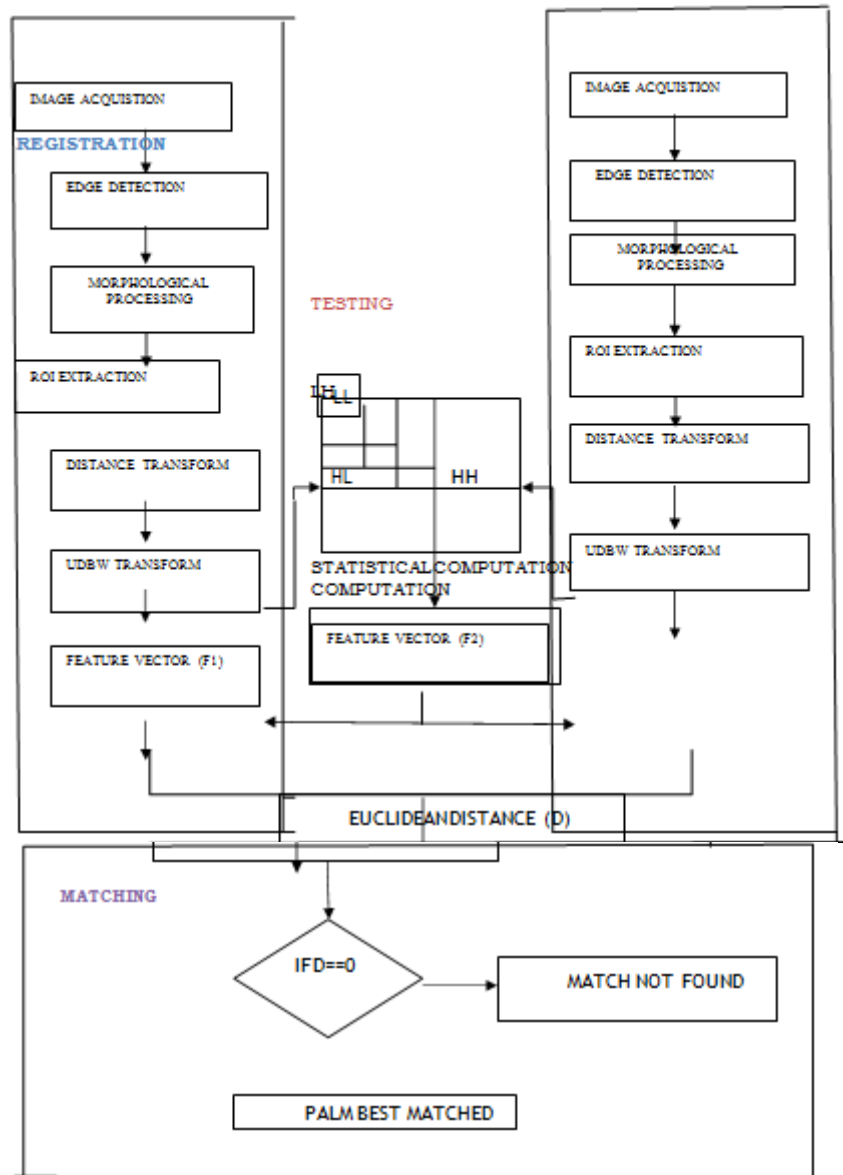 IMAGE ACQUISTION
REGISTRATION
EDGE DETECTION
MORPHOLOGICAL
PROCESSING
ROI EXTRACTION
DISTANCE TRANSFORM
UDBW TRANSFORM
FEATURE VECTOR (F1)
TESTING
LH
LL
HL
HH
STATISTICALCOMPUTATION
COMPUTATION
FEATURE VECTOR (F2)
IMAGE ACQUISTION
EDGE DETECTION
MORPHOLOGICAL
PROCESSING
ROI EXTRACTION
DISTANCE TRANSFORM
UDBW TRANSFORM
EUCLIDEANDISTANCE (D)
MATCHING
IFD==0
MATCH NOT FOUND
PALM BEST MATCHED